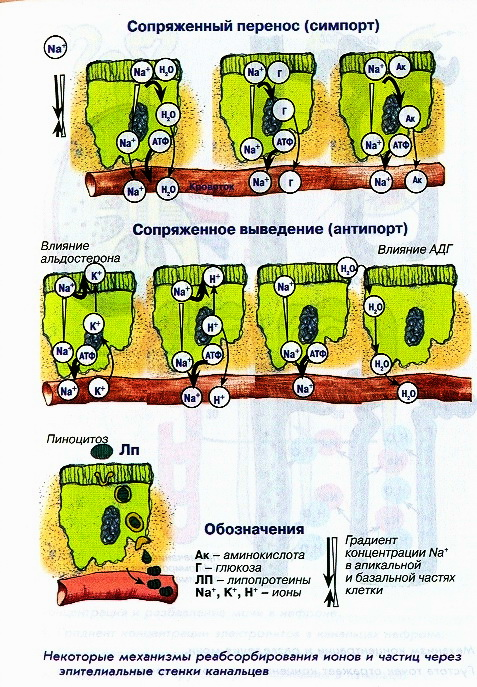 Сопряженный перенос (симпорт)
Na⁺
Na⁺ H₂O
H₂O
Na⁺ АТФ
Na⁺ H₂O
Na⁺ Г
Г
Na⁺ АТФ
Na⁺ Г
Na⁺ Ак
Ак
Na⁺ АТФ
Na⁺ Ак
Кровоток
Сопряженное выведение (антипорт)
Влияние
альдостерона
Влияние АДГ
Na⁺ K⁺
K⁺
Na⁺ АТФ
Na⁺ K⁺
Na⁺ H⁺
H⁺
Na⁺ АТФ
Na⁺ H⁺
Na⁺
Na⁺ АТФ
Na⁺
H₂O
H₂O
H₂O
H₂O
Пиноцитоз
Лп
Обозначения
Ак – аминокислота
Г – глюкоза
ЛП – липопротеины
Na⁺, K⁺, H⁺ – ионы
Градиент
концентрации Na⁺
в апикальной
и базальной частях
клетки
Некоторые механизмы реабсорбирования ионов и частиц через
эпителиальные стенки канальцев